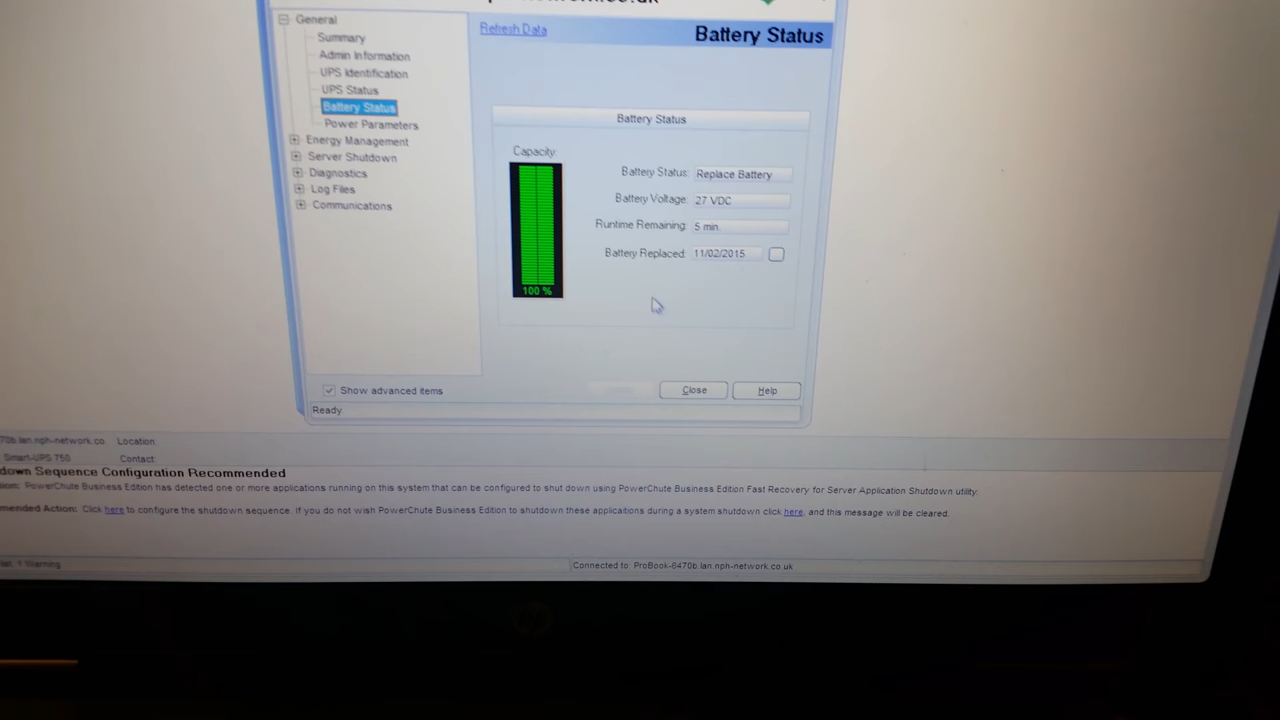 General
Summary
Admin Information
UPS Identification
UPS Status
Battery Status
Power Parameters
Energy Management
Server Shutdown
Diagnostics
Log Files
Communications
Refresh Data
Battery Status
Battery Status
Capacity:
100 %
Battery Status: Replace Battery
Battery Voltage: 27 VDC
Runtime Remaining: 5 min.
Battery Replaced: 11/02/2015
Show advanced items
Close
Help
Ready
70b.lan.nph-network.co. Location:
Smart-UPS 750 Contact:
down Sequence Configuration Recommended
PowerChute Business Edition has detected one or more applications running on this system that can be configured to shut down using PowerChute Business Edition Fast Recovery for Server Application Shutdown utility.
mended Action: Click here to configure the shutdown sequence. If you do not wish PowerChute Business Edition to shutdown these applications during a system shutdown click here, and this message will be cleared.
1 Warning
Connected to: ProBook-6470b.lan.nph-network.co.uk